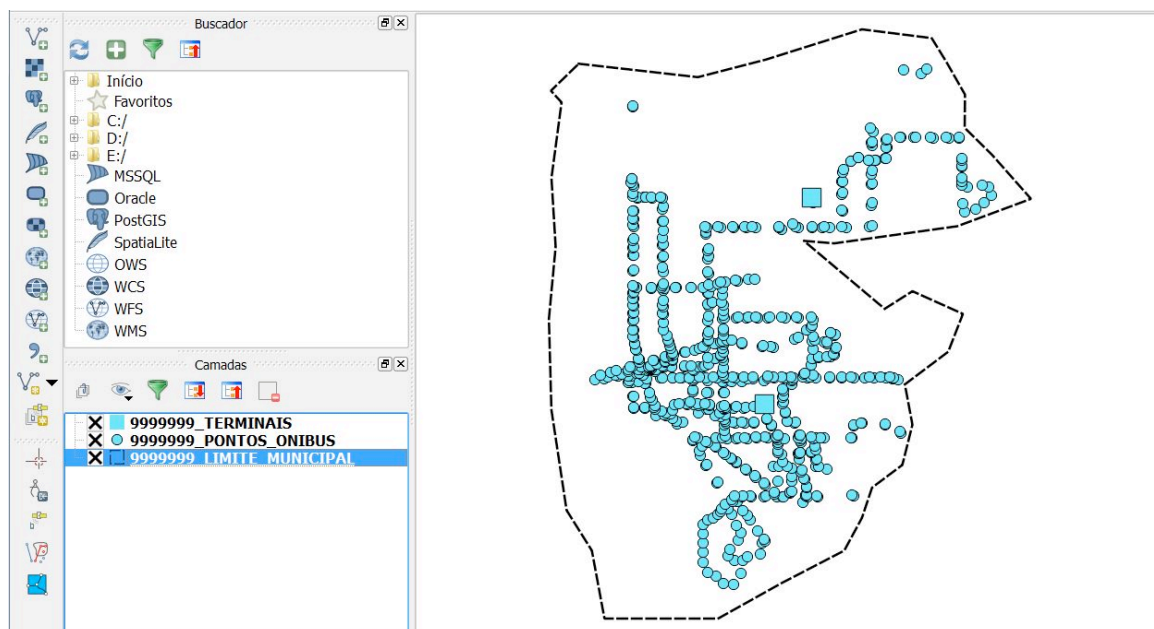 Buscador
Início
Favoritos
C:/
D:/
E:/
MSSQL
Oracle
PostGIS
SpatiaLite
OWS
WCS
WFS
WMS
Camadas
9999999_TERMINAIS
9999999_PONTOS_ONIBUS
9999999_LIMITE_MUNICIPAL